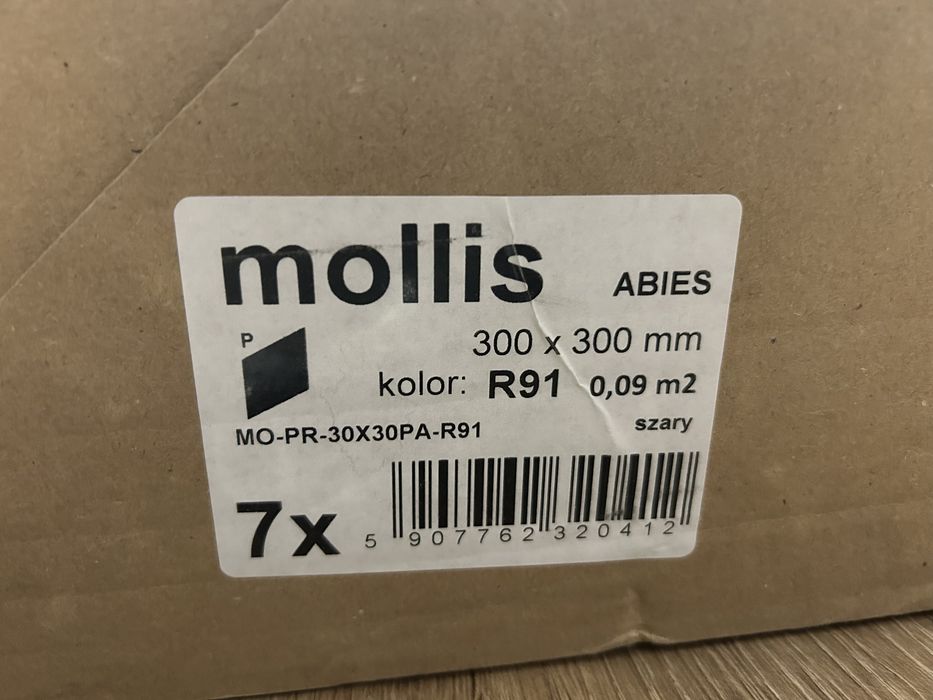 mollis
ABIES
P
300 x 300 mm
kolor: R91 0,09 m2
MO-PR-30X30PA-R91
szary
7x
5 907762 320412